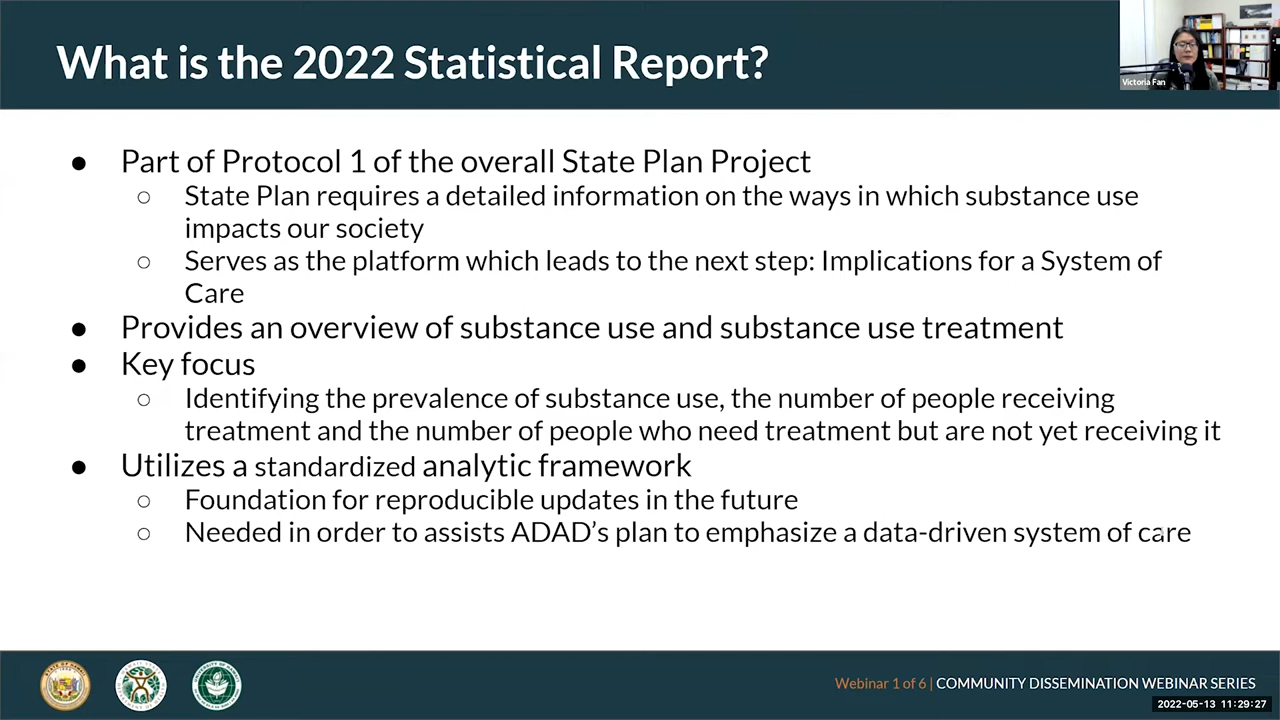 What is the 2022 Statistical Report?
Victoria Fan
● Part of Protocol 1 of the overall State Plan Project
○ State Plan requires a detailed information on the ways in which substance use
impacts our society
○ Serves as the platform which leads to the next step: Implications for a System of
Care
● Provides an overview of substance use and substance use treatment
● Key focus
○ Identifying the prevalence of substance use, the number of people receiving
treatment and the number of people who need treatment but are not yet receiving it
● Utilizes a standardized analytic framework
○ Foundation for reproducible updates in the future
○ Needed in order to assists ADAD’s plan to emphasize a data-driven system of care
Webinar 1 of 6 | COMMUNITY DISSEMINATION WEBINAR SERIES
2022-05-13 11:29:27